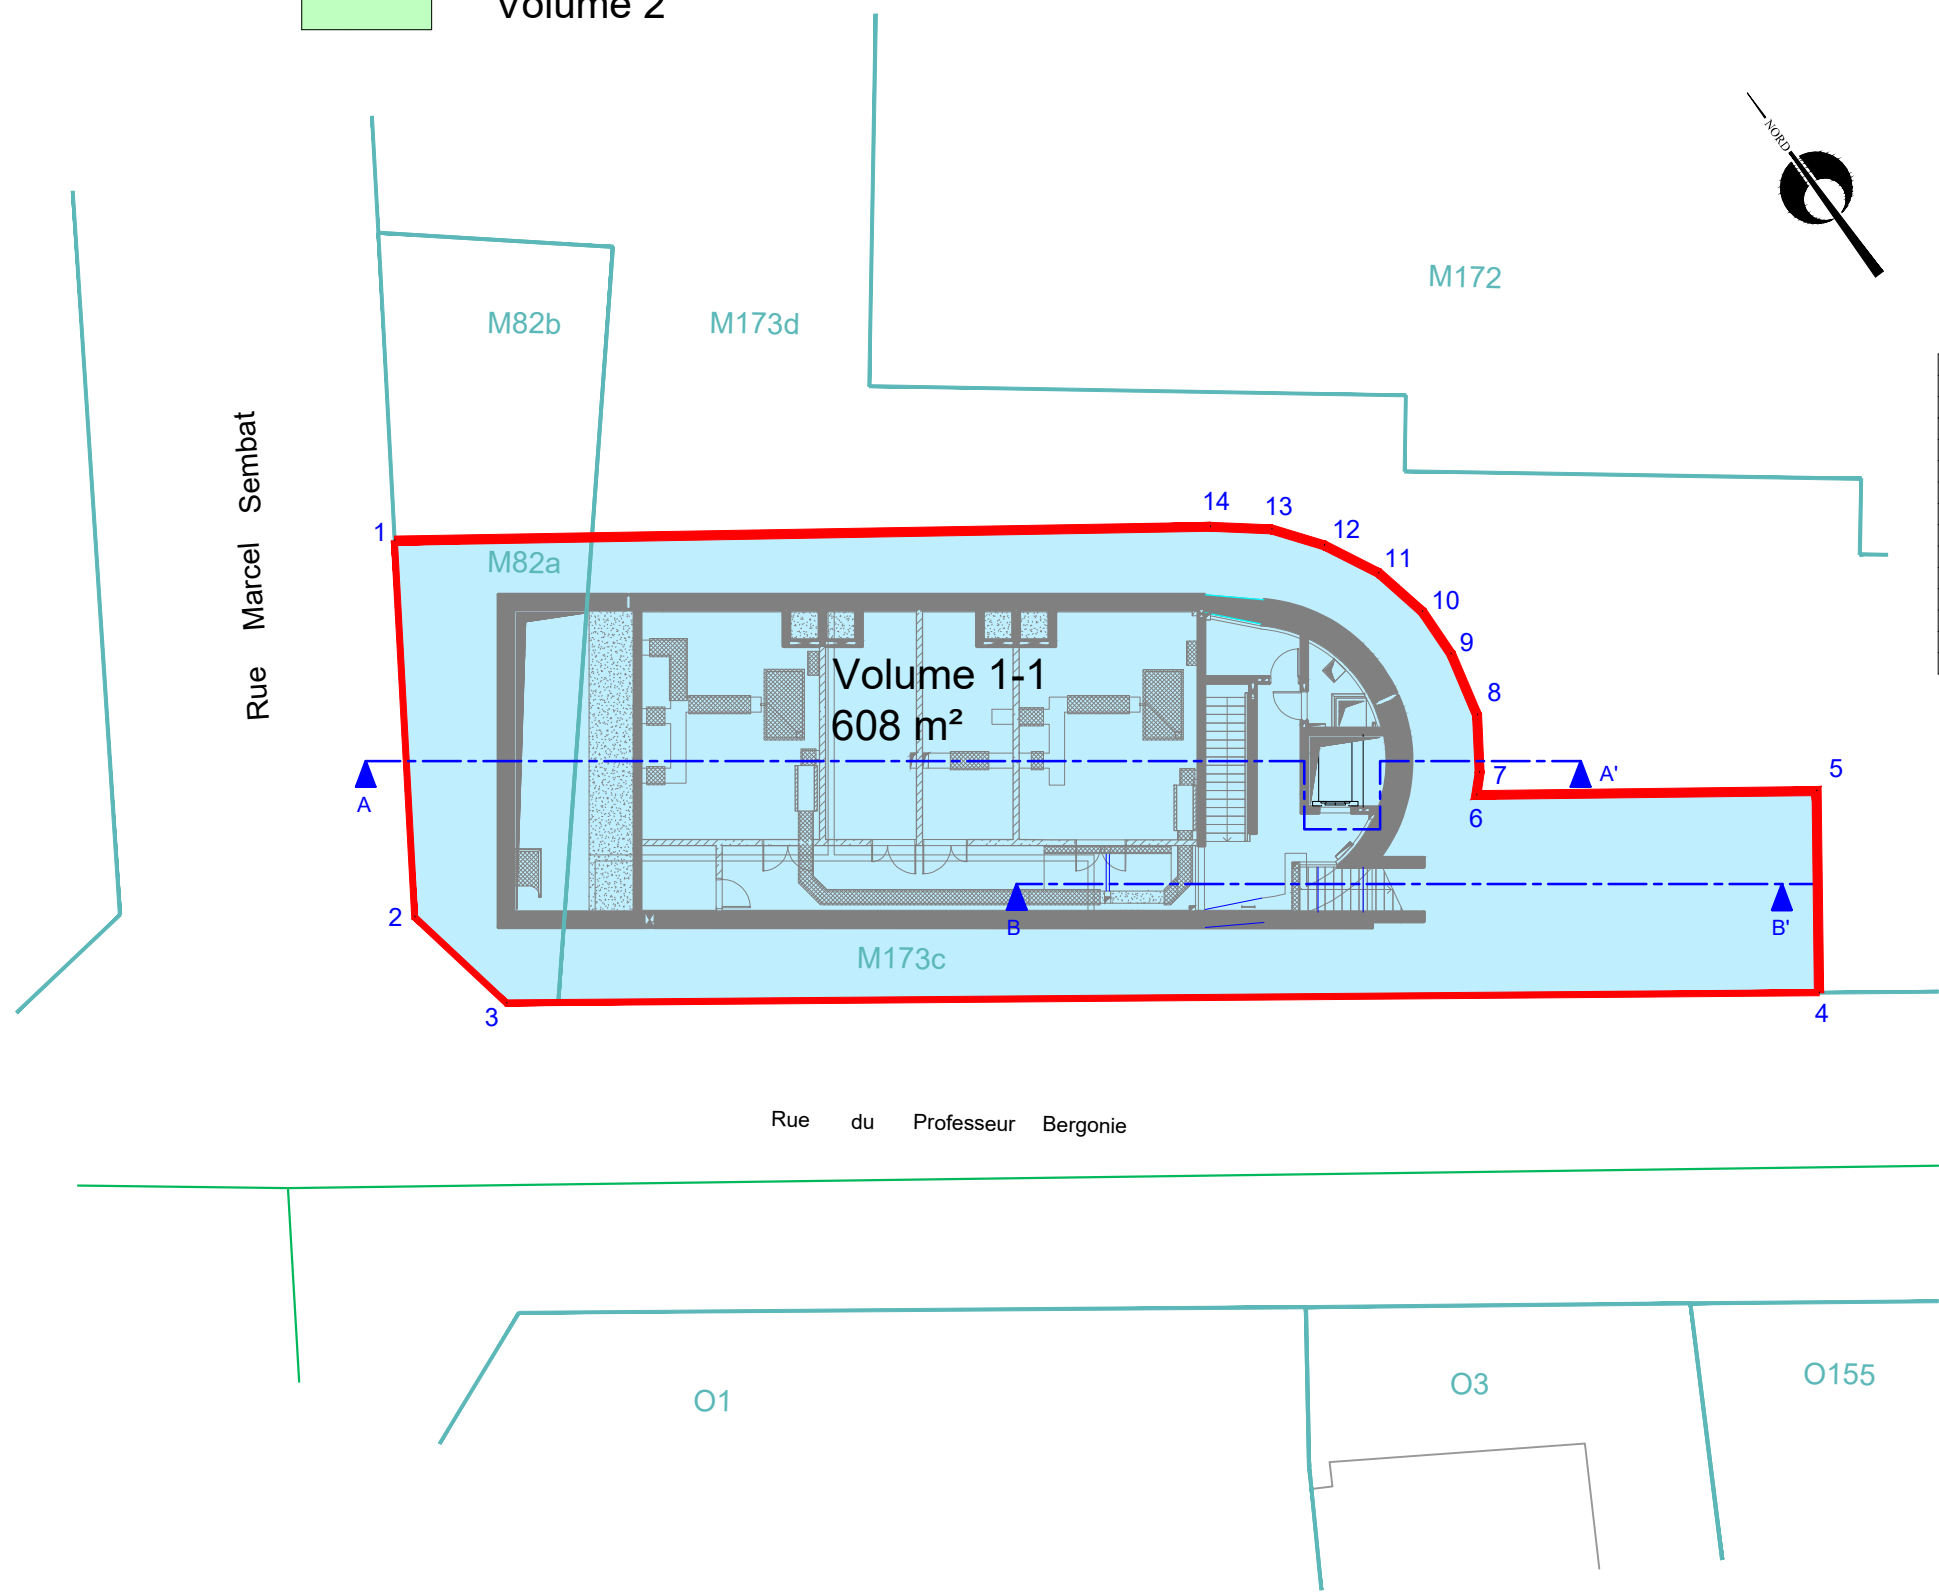 Volume 2
NORD
M172
M82b
M173d
Rue Marcel Sembat
14
13
12
1
11
M82a
10
9
Volume 1-1
608 m²
8
5
7
A'
A
6
2
B
B'
M173c
3
4
Rue du Professeur Bergonie
O155
O3
O1